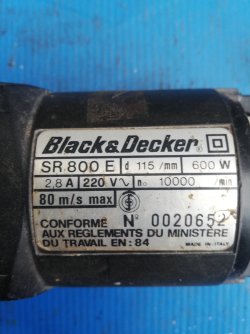 Black & Decker®
SR 800 E d 115/mm 600 W
2,8 A 220 V∿ n₀ 10000 /min
80 m/s max
CONFORME N° 0020652
AUX REGLEMENTS DU MINISTÈRE
DU TRAVAIL EN: 84 MADE IN ITALY